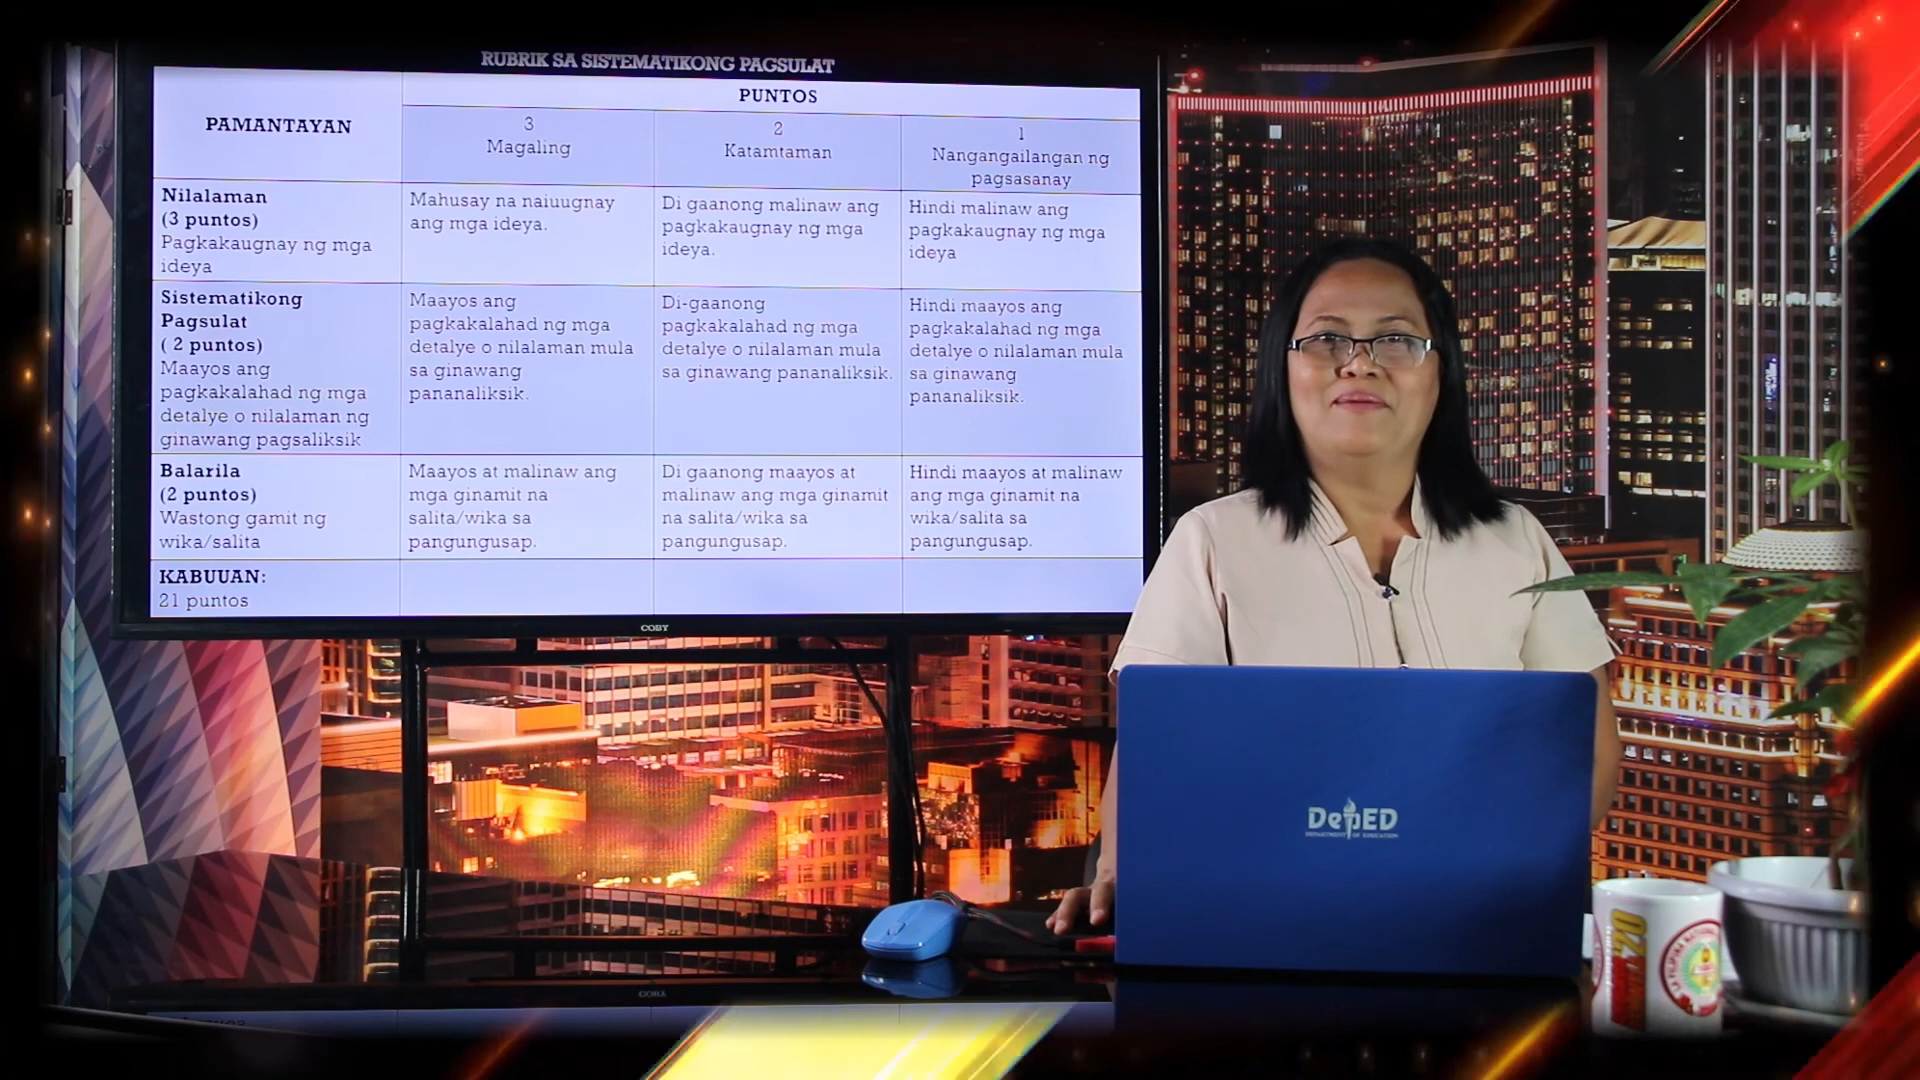 RUBRIK SA SISTEMATIKONG PAGSULAT
PAMANTAYAN
PUNTOS
3
Magaling
2
Katamtaman
1
Nangangailangan ng
pagsasanay
Nilalaman
(3 puntos)
Pagkakaugnay ng mga
ideya
Mahusay na naiuugnay
ang mga ideya.
Di gaanong malinaw ang
pagkakaugnay ng mga
ideya.
Hindi malinaw ang
pagkakaugnay ng mga
ideya
Sistematikong
Pagsulat
( 2 puntos)
Maayos ang
pagkakalahad ng mga
detalye o nilalaman ng
ginawang pagsaliksik
Maayos ang
pagkakalahad ng mga
detalye o nilalaman mula
sa ginawang
pananaliksik.
Di-gaanong
pagkakalahad ng mga
detalye o nilalaman mula
sa ginawang pananaliksik.
Hindi maayos ang
pagkakalahad ng mga
detalye o nilalaman mula
sa ginawang
pananaliksik.
Balarila
(2 puntos)
Wastong gamit ng
wika/salita
Maayos at malinaw ang
mga ginamit na
salita/wika sa
pangungusap.
Di gaanong maayos at
malinaw ang mga ginamit
na salita/wika sa
pangungusap.
Hindi maayos at malinaw
ang mga ginamit na
wika/salita sa
pangungusap.
KABUUAN:
21 puntos
COBY
DepED
DEPARTMENT OF EDUCATION